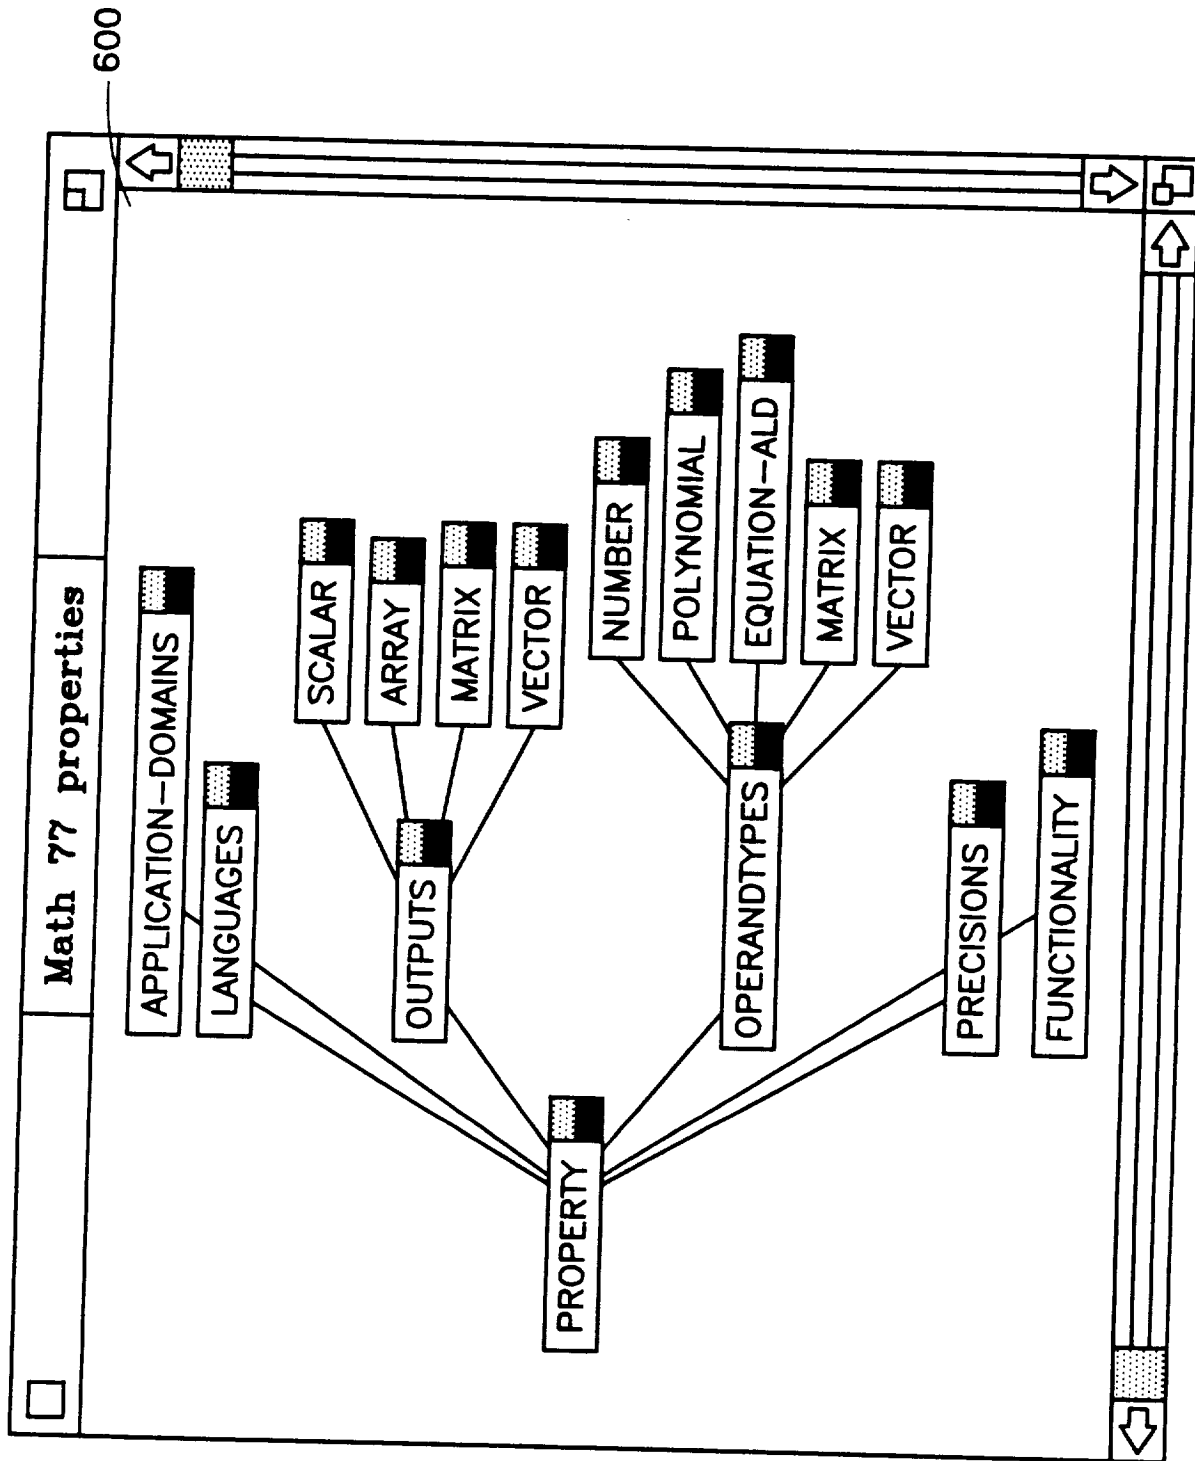 600
Math 77 properties
APPLICATION–DOMAINS
LANGUAGES
SCALAR
ARRAY
MATRIX
VECTOR
OUTPUTS
PROPERTY
NUMBER
POLYNOMIAL
EQUATION–ALD
MATRIX
VECTOR
OPERANDTYPES
PRECISIONS
FUNCTIONALITY